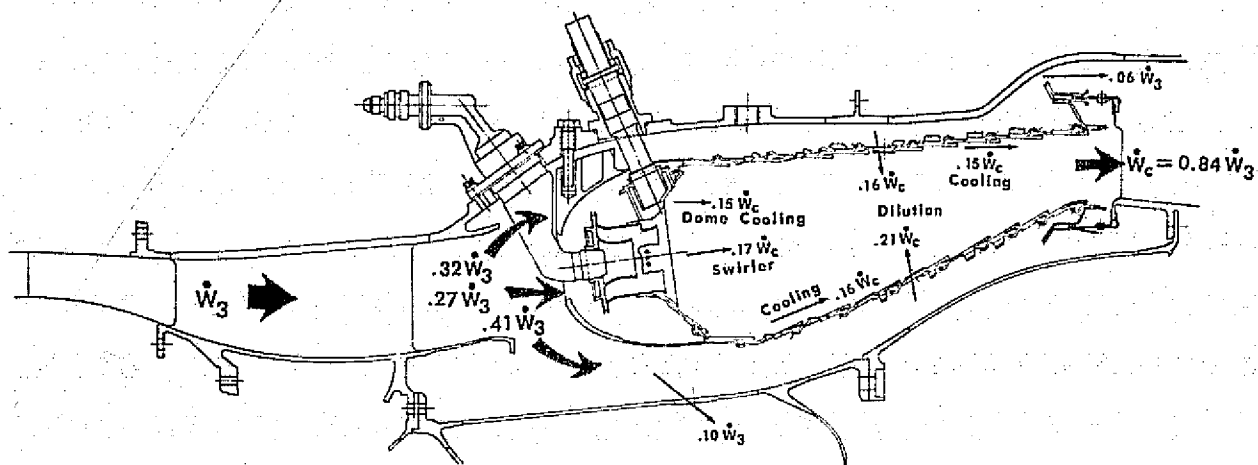 .06 Ẇ₃
.15 Ẇc
Cooling
Ẇc = 0.84 Ẇ₃
.16 Ẇc
Dilution
.21 Ẇc
.15 Ẇc
Dome Cooling
.17 Ẇc
Swirler
.32 Ẇ₃
Ẇ₃
.27 Ẇ₃
.41 Ẇ₃
Cooling
.16 Ẇc
.10 Ẇ₃